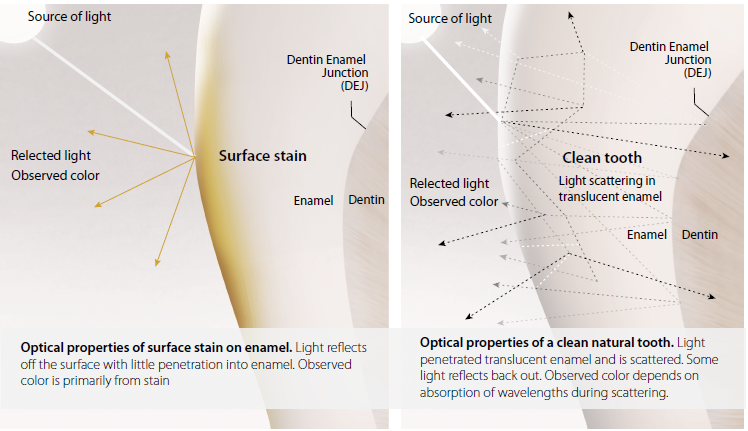 Source of light
Dentin Enamel
Junction
(DEJ)
Relected light
Observed color
Surface stain
Enamel
Dentin
Optical properties of surface stain on enamel. Light reflects
off the surface with little penetration into enamel. Observed
color is primarily from stain
Source of light
Dentin Enamel
Junction
(DEJ)
Clean tooth
Light scattering in
translucent enamel
Relected light
Observed color
Enamel
Dentin
Optical properties of a clean natural tooth. Light
penetrated translucent enamel and is scattered. Some
light reflects back out. Observed color depends on
absorption of wavelengths during scattering.